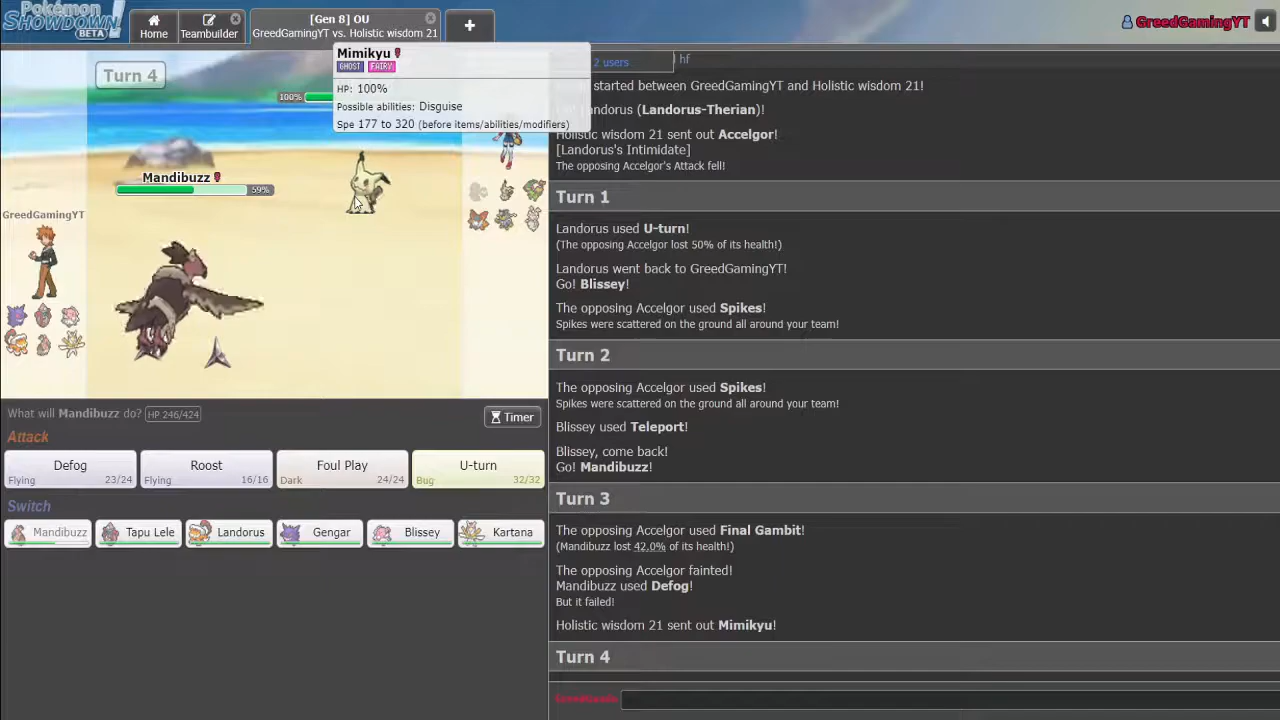 Pokémon
Showdown!
BETA
Home
Teambuilder
[Gen 8] OU
GreedGamingYT vs. Holistic wisdom 21
GreedGamingYT
Turn 4
Mimikyu
GHOST FAIRY
HP: 100%
Possible abilities: Disguise
Spe 177 to 320 (before items/abilities/modifiers)
100%
Mandibuzz
59%
GreedGamingYT
What will Mandibuzz do? HP 246/424
Timer
Attack
Defog
Flying 23/24
Roost
Flying 16/16
Foul Play
Dark 24/24
U-turn
Bug 32/32
Switch
Mandibuzz
Tapu Lele
Landorus
Gengar
Blissey
Kartana
2 users
hf
started between GreedGamingYT and Holistic wisdom 21!
(Landorus-Therian)!
Holistic wisdom 21 sent out Accelgor!
[Landorus's Intimidate]
The opposing Accelgor's Attack fell!
Turn 1
Landorus used U-turn!
(The opposing Accelgor lost 50% of its health!)
Landorus went back to GreedGamingYT!
Go! Blissey!
The opposing Accelgor used Spikes!
Spikes were scattered on the ground all around your team!
Turn 2
The opposing Accelgor used Spikes!
Spikes were scattered on the ground all around your team!
Blissey used Teleport!
Blissey, come back!
Go! Mandibuzz!
Turn 3
The opposing Accelgor used Final Gambit!
(Mandibuzz lost 42.0% of its health!)
The opposing Accelgor fainted!
Mandibuzz used Defog!
But it failed!
Holistic wisdom 21 sent out Mimikyu!
Turn 4